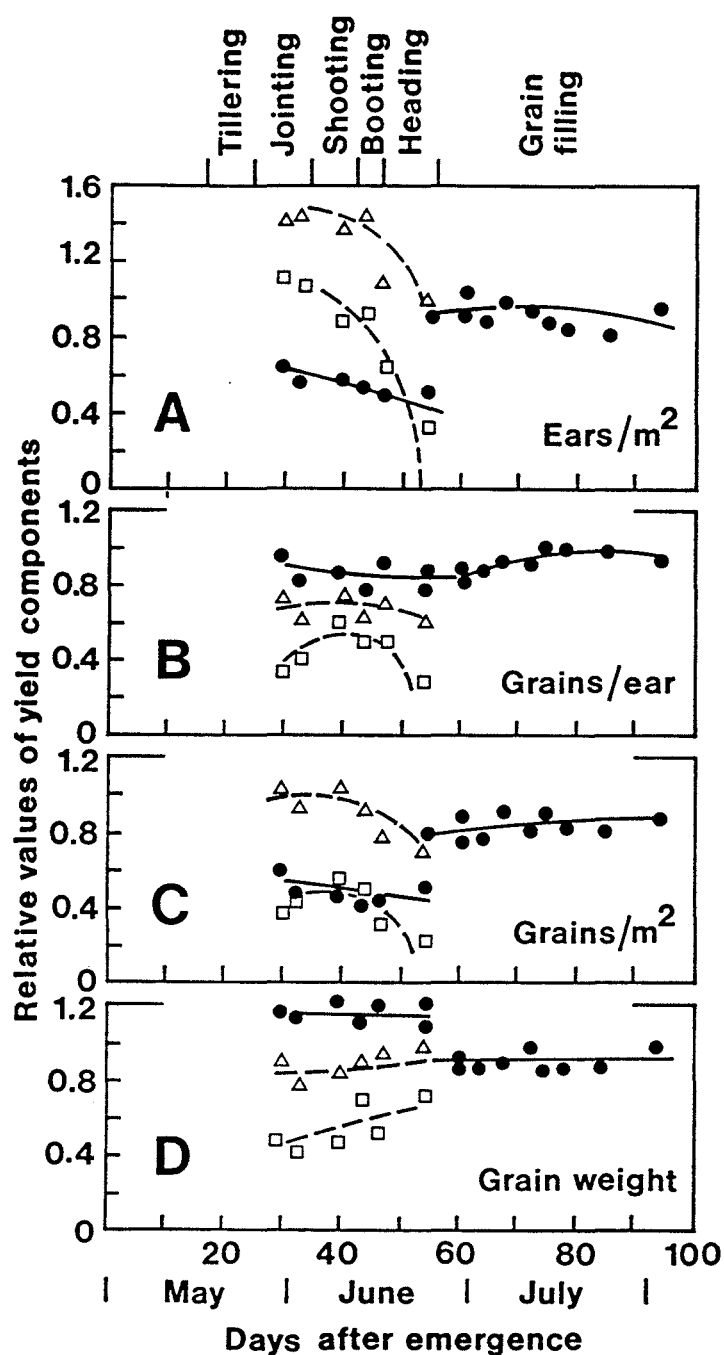 Tillering
Jointing
Shooting
Booting
Heading
Grain
filling
Relative values of yield components
1.6
1.2
0.8
0.4
0
A
Ears/m²
1.2
0.8
0.4
0
B
Grains/ear
1.2
0.8
0.4
0
C
Grains/m²
1.2
0.8
0.4
0
D
Grain weight
20 40 60 80 100
May June July
Days after emergence